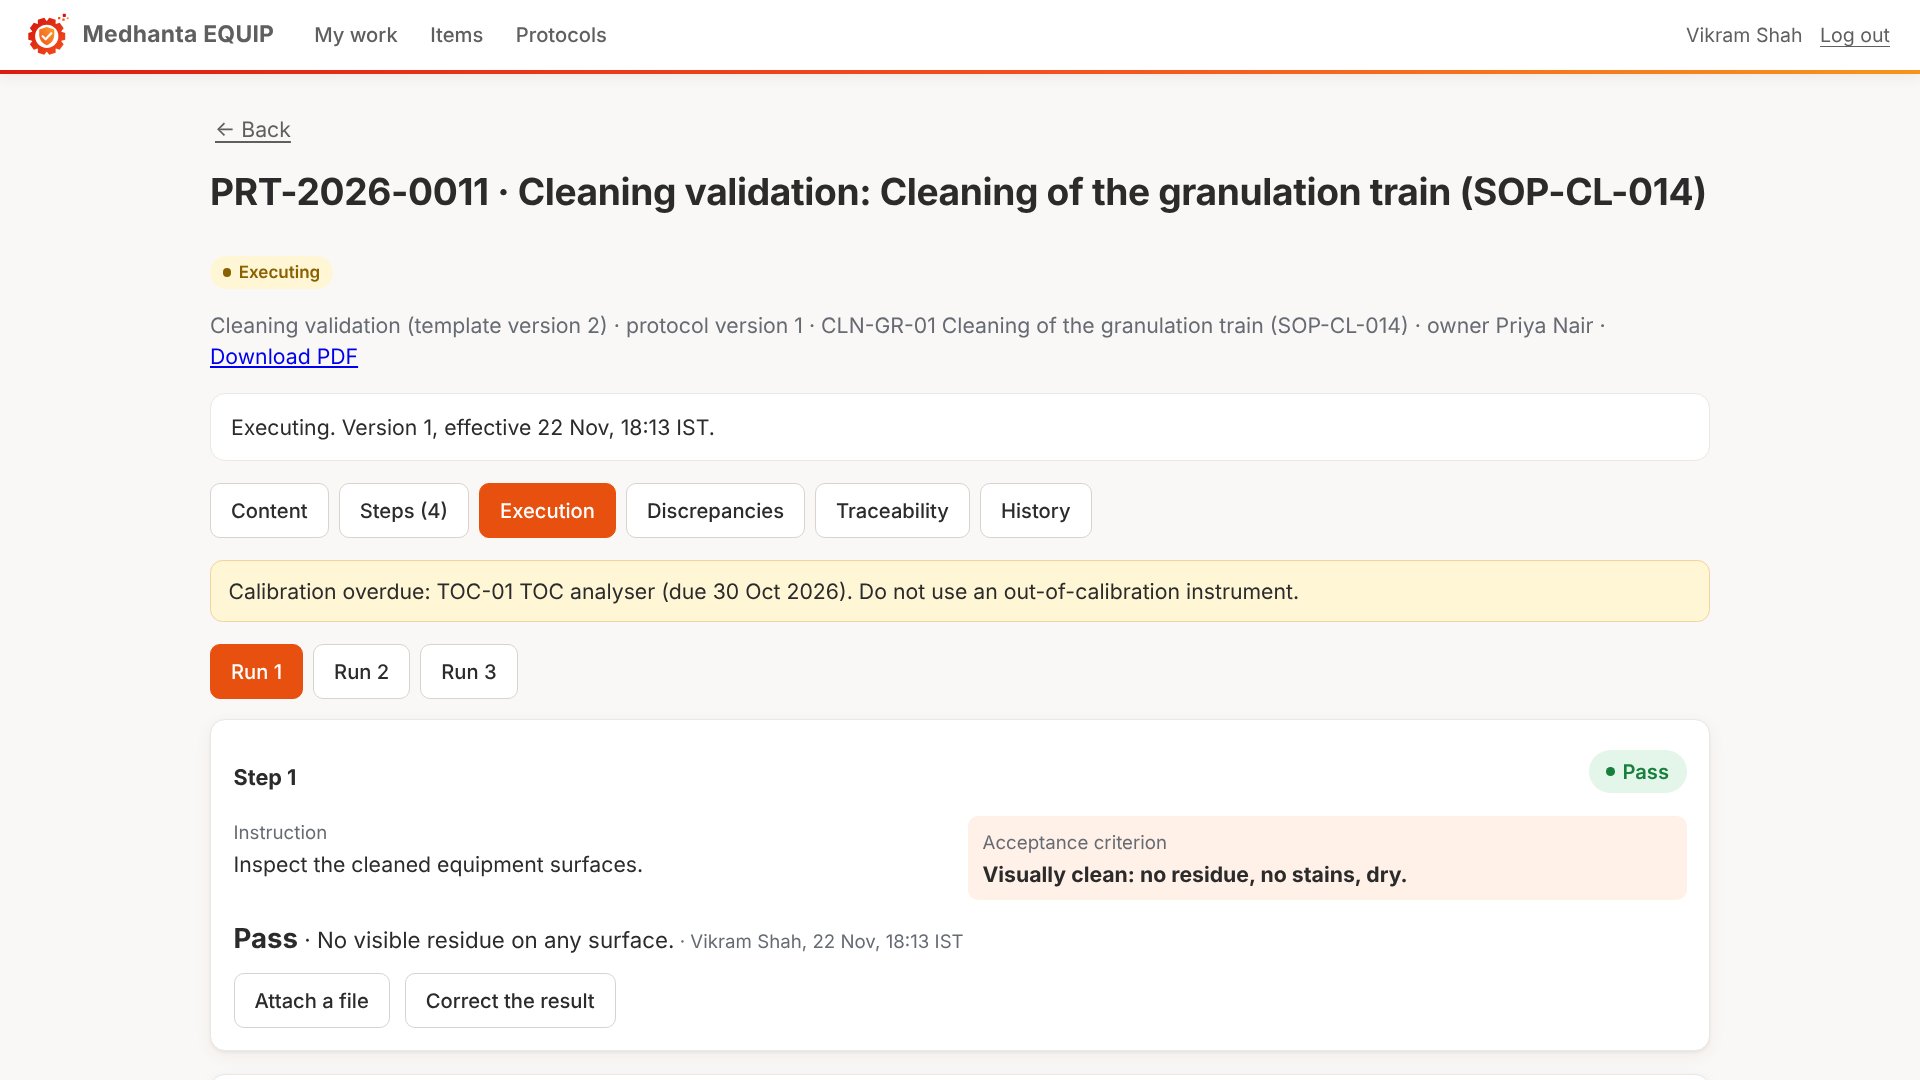 Medhanta EQUIP My work Items Protocols Vikram Shah Log out
← Back
PRT-2026-0011 · Cleaning validation: Cleaning of the granulation train (SOP-CL-014)
Executing
Cleaning validation (template version 2) · protocol version 1 · CLN-GR-01 Cleaning of the granulation train (SOP-CL-014) · owner Priya Nair ·
Download PDF
Executing. Version 1, effective 22 Nov, 18:13 IST.
Content Steps (4) Execution Discrepancies Traceability History
Calibration overdue: TOC-01 TOC analyser (due 30 Oct 2026). Do not use an out-of-calibration instrument.
Run 1 Run 2 Run 3
Step 1 Pass
Instruction
Inspect the cleaned equipment surfaces.
Acceptance criterion
Visually clean: no residue, no stains, dry.
Pass · No visible residue on any surface. · Vikram Shah, 22 Nov, 18:13 IST
Attach a file Correct the result